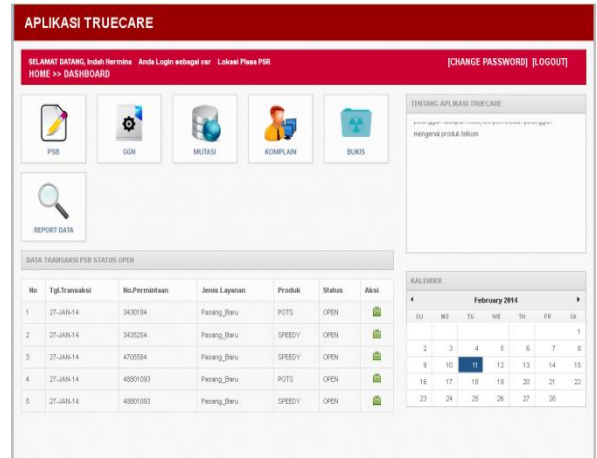 APLIKASI TRUECARE
SELAMAT DATANG, Indah Hermina Anda Login sebagai csr Lokasi Plasa PSR
[CHANGE PASSWORD] [LOGOUT]
HOME >> DASHBOARD
PSB
GGN
MUTASI
KOMPLAIN
BUKIS
REPORT DATA
TENTANG APLIKASI TRUECARE
mengenai produk telkom
DATA TRANSAKSI PSB STATUS OPEN
No Tgl.Transaksi No.Permintaan Jenis Layanan Produk Status Aksi
1 27-JAN-14 3430184 Pasang_Baru POTS OPEN
2 27-JAN-14 3435254 Pasang_Baru SPEEDY OPEN
3 27-JAN-14 4705584 Pasang_Baru SPEEDY OPEN
4 27-JAN-14 48801093 Pasang_Baru POTS OPEN
5 27-JAN-14 48801093 Pasang_Baru SPEEDY OPEN
KALENDER
February 2014
SU MO TU WE TH FR SA
1
2 3 4 5 6 7 8
9 10 11 12 13 14 15
16 17 18 19 20 21 22
23 24 25 26 27 28